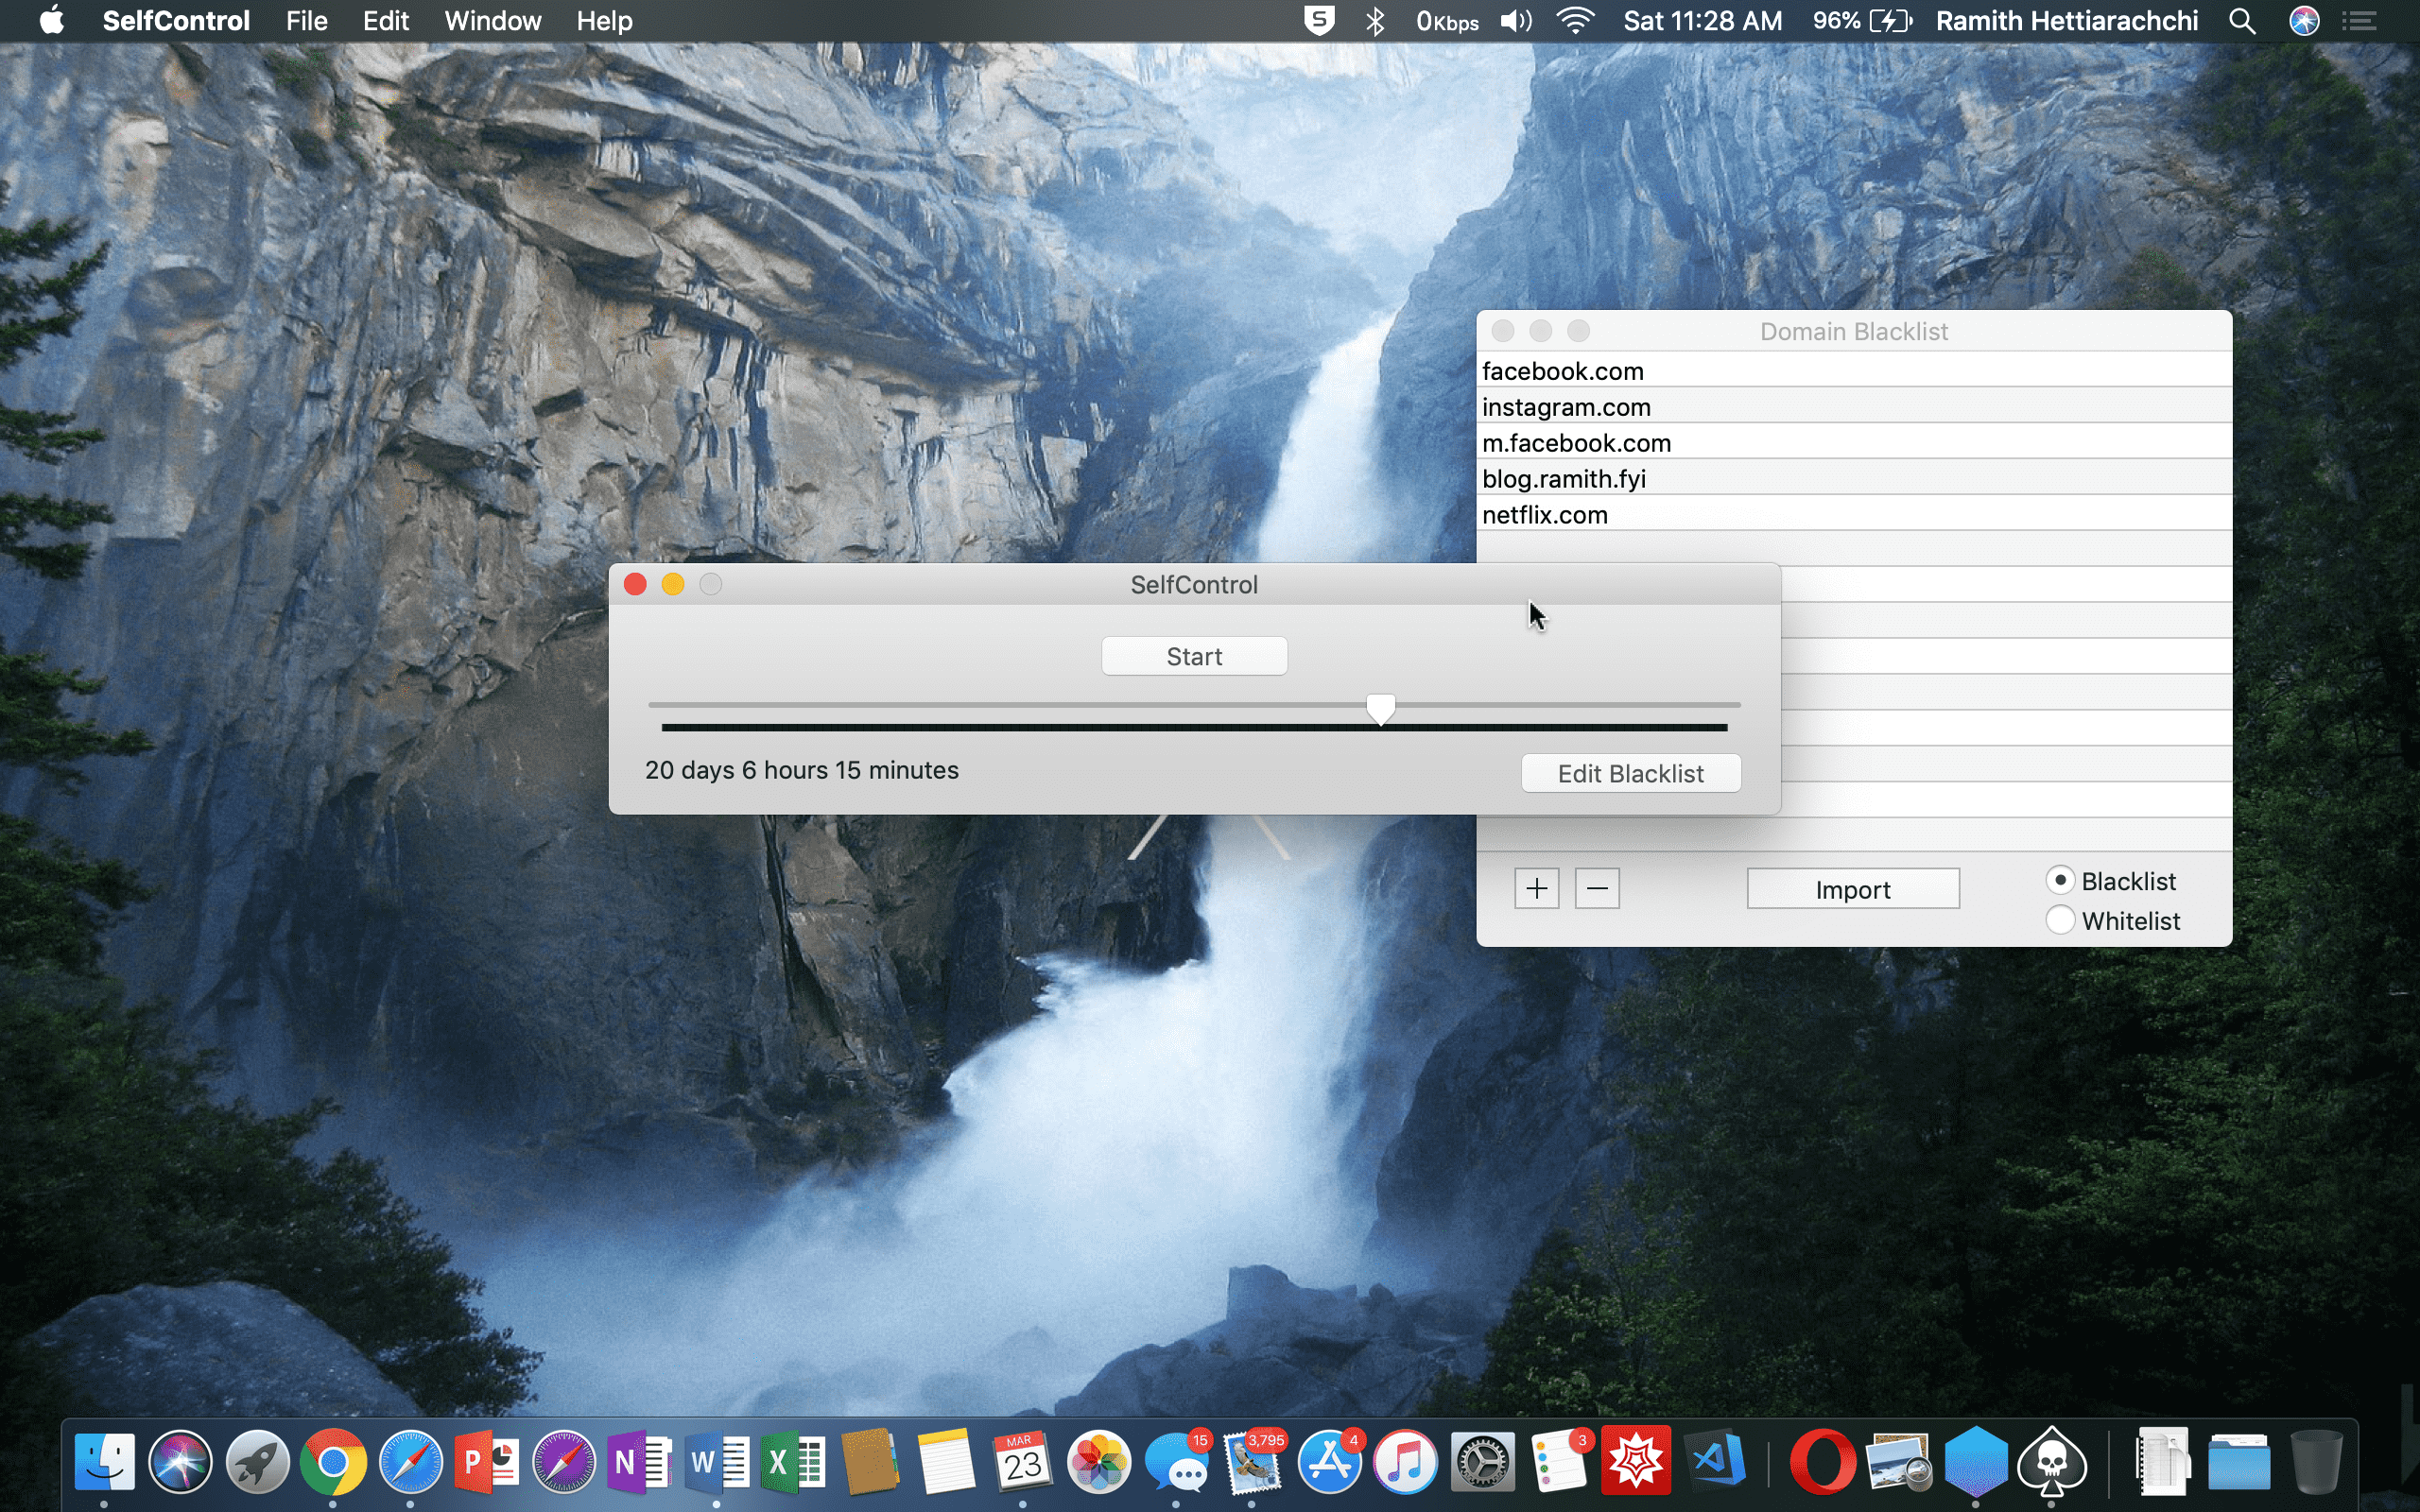 SelfControl File Edit Window Help 0Kbps Sat 11:28 AM 96% Ramith Hettiarachchi
Domain Blacklist
facebook.com
instagram.com
m.facebook.com
blog.ramith.fyi
netflix.com
SelfControl
Start
20 days 6 hours 15 minutes
Edit Blacklist
Import
Blacklist
Whitelist
P N W X MAR 23 15 3,795 4 3